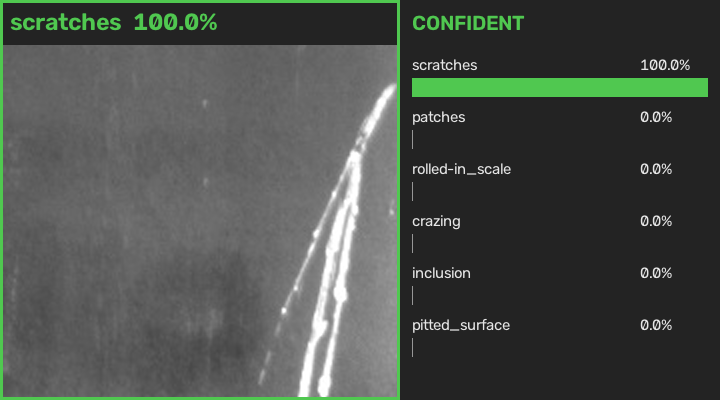 scratches 100.0%
CONFIDENT
scratches 100.0%
patches 0.0%
rolled-in_scale 0.0%
crazing 0.0%
inclusion 0.0%
pitted_surface 0.0%